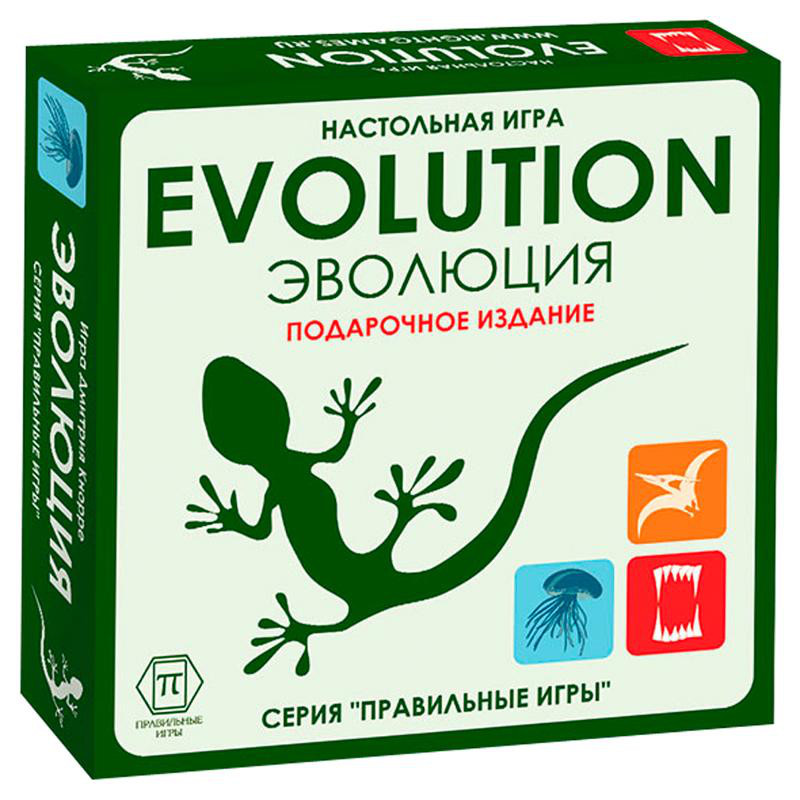 НАСТОЛЬНАЯ ИГРА
EVOLUTION
ЭВОЛЮЦИЯ
ПОДАРОЧНОЕ ИЗДАНИЕ
π
ПРАВИЛЬНЫЕ
ИГРЫ
СЕРИЯ "ПРАВИЛЬНЫЕ ИГРЫ"
НАСТОЛЬНАЯ ИГРА
EVOLUTION
WWW.RIGHTGAMES.RU
Игра Дмитрия Кнорре
ЭВОЛЮЦИЯ
СЕРИЯ "ПРАВИЛЬНЫЕ ИГРЫ"